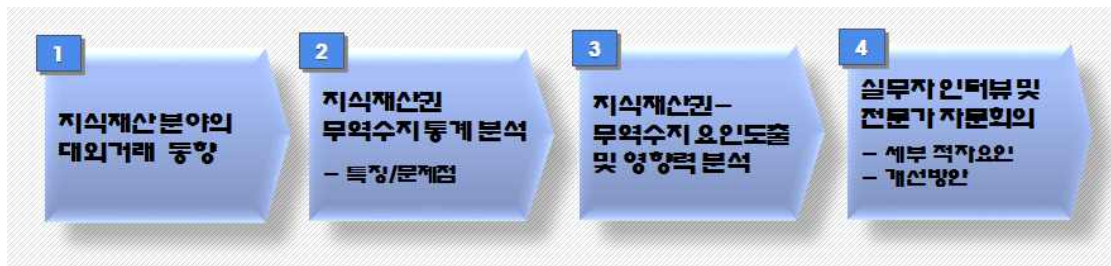 1
지식재산 분야의
대외거래 동향
2
지식재산권
무역수지 통계 분석
- 특징/문제점
3
지식재산권-
무역수지 요인도출
및 영향력 분석
4
실무자 인터뷰 및
전문가 자문회의
- 세부 적자요인
- 개선방안